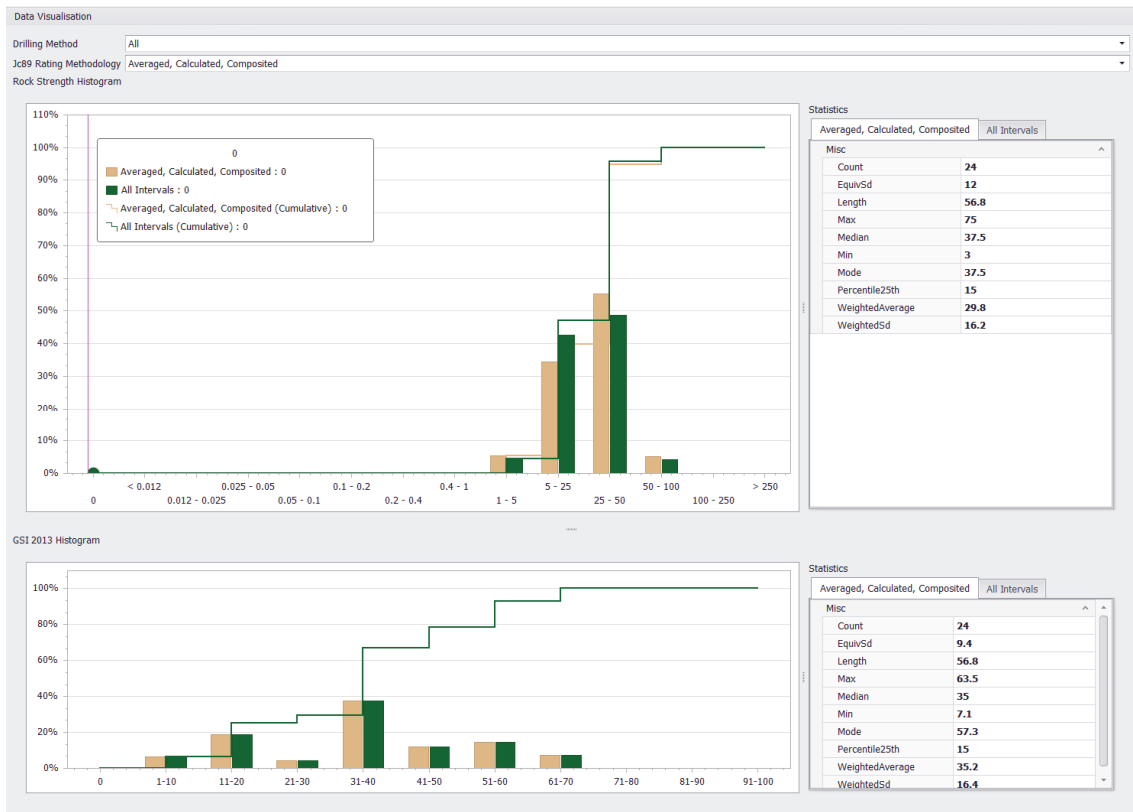 Data Visualisation
Drilling Method All
Jc89 Rating Methodology Averaged, Calculated, Composited
Rock Strength Histogram
110%
100%
90%
80%
70%
60%
50%
40%
30%
20%
10%
0%
0
Averaged, Calculated, Composited : 0
All Intervals : 0
Averaged, Calculated, Composited (Cumulative) : 0
All Intervals (Cumulative) : 0
< 0.012 0.025 - 0.05 0.1 - 0.2 0.4 - 1 5 - 25 50 - 100 > 250
0 0.012 - 0.025 0.05 - 0.1 0.2 - 0.4 1 - 5 25 - 50 100 - 250
Statistics
Averaged, Calculated, Composited All Intervals
Misc
Count 24
EquivSd 12
Length 56.8
Max 75
Median 37.5
Min 3
Mode 37.5
Percentile25th 15
WeightedAverage 29.8
WeightedSd 16.2
GSI 2013 Histogram
100%
80%
60%
40%
20%
0%
0 1-10 11-20 21-30 31-40 41-50 51-60 61-70 71-80 81-90 91-100
Statistics
Averaged, Calculated, Composited All Intervals
Misc
Count 24
EquivSd 9.4
Length 56.8
Max 63.5
Median 35
Min 7.1
Mode 57.3
Percentile25th 15
WeightedAverage 35.2
WeightedSd 16.4